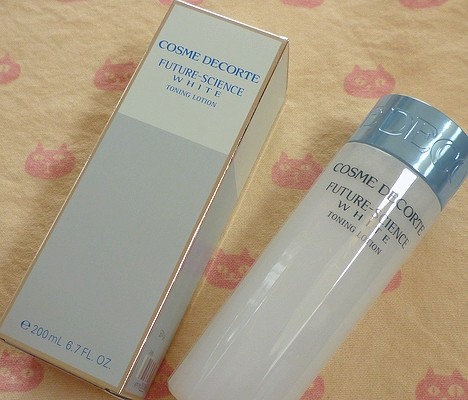 COSME DECORTE
FUTURE-SCIENCE
WHITE
TONING LOTION
e 200 mL 6.7 FL. OZ.
DECO
COSME DECORTE
FUTURE-SCIENCE
WHITE
TONING LOTION